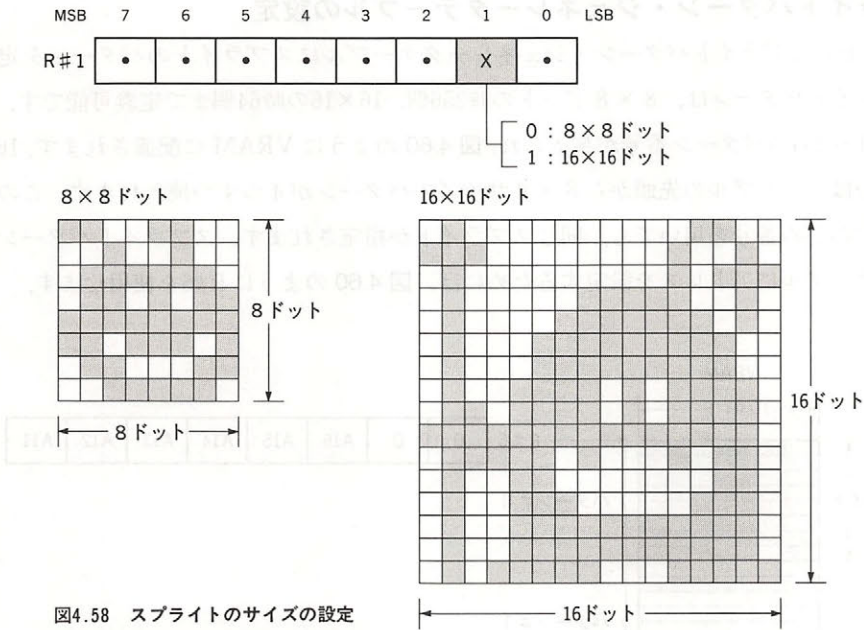 MSB 7 6 5 4 3 2 1 0 LSB
R#1 • • • • • • X •
0:8×8ドット
1:16×16ドット
8×8ドット
16×16ドット
8ドット
16ドット
8ドット
図4.58 スプライトのサイズの設定
16ドット